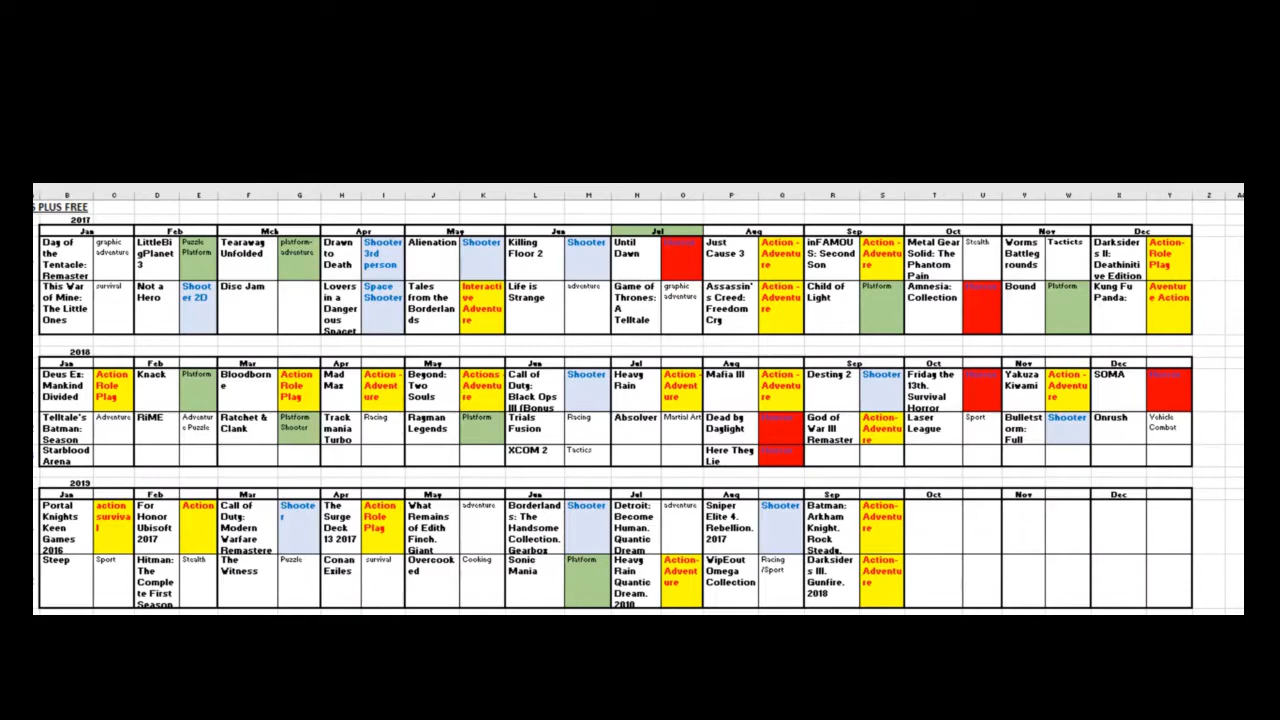 B C D E F G H I J K L M N O P Q R S T U V W X Y Z
S PLUS FREE
2017
Jan Feb Mch Apr May Jun Jul Aug Sep Oct Nov Dec
Day of the Tentacle: Remaster graphic adventure LittleBigPlanet 3 Puzzle Platform Tearaway Unfolded platform-adventure Drawn to Death Shooter 3rd person Alienation Shooter Killing Floor 2 Shooter Until Dawn Just Cause 3 Action - Adventure inFAMOUS: Second Son Action - Adventure Metal Gear Solid: The Phantom Pain Stealth Worms Battlegrounds Tacticts Darksiders II: Deathinitive Edition Action-Role Play
This War of Mine: The Little Ones survival Not a Hero Shooter 2D Disc Jam Lovers in a Dangerous Spacet Space Shooter Tales from the Borderlands Interactive Adventure Life is Strange adventure Game of Thrones: A Telltale graphic adventure Assassin's Creed: Freedom Cry Action - Adventure Child of Light Platform Amnesia: Collection Bound Platform Kung Fu Panda: Aventure Action
2018
Jan Feb Mar Apr May Jun Jul Aug Sep Oct Nov Dec
Deus Ex: Mankind Divided Action Role Play Knack Platform Bloodborne Action Role Play Mad Max Action - Adventure Beyond: Two Souls Actions Adventure Call of Duty: Black Ops III (Bonus Shooter Heavy Rain Action - Adventure Mafia III Action - Adventure Destiny 2 Shooter Friday the 13th. Survival Horror Yakuza Kiwami Action - Adventure SOMA
Telltale's Batman: Season Adventure RiME Adventure Puzzle Ratchet & Clank Platform Shooter Track mania Turbo Racing Rayman Legends Platform Trials Fusion Racing Absolver Martial Art Dead by Daylight God of War III Remaster Action-Adventure Laser League Sport Bulletstorm: Full Shooter Onrush Vehicle Combat
Starblood Arena XCOM 2 Tactics Here They Lie
2019
Jan Feb Mar Apr May Jun Jul Aug Sep Oct Nov Dec
Portal Knights Keen Games 2016 action survival For Honor Ubisoft 2017 Action Call of Duty: Modern Warfare Remastere Shooter The Surge Deck 13 2017 Action Role Play What Remains of Edith Finch. Giant adventure Borderlands: The Handsome Collection. Gearbox Shooter Detroit: Become Human. Quantic Dream adventure Sniper Elite 4. Rebellion. 2017 Shooter Batman: Arkham Knight. Rock Steady. Action-Adventure
Steep Sport Hitman: The Complete First Season Stealth The Witness Puzzle Conan Exiles survival Overcooked Cooking Sonic Mania Platform Heavy Rain Quantic Dream. 2010 Action-Adventure WipEout Omega Collection Racing /Sport Darksiders III. Gunfire. 2018 Action-Adventure